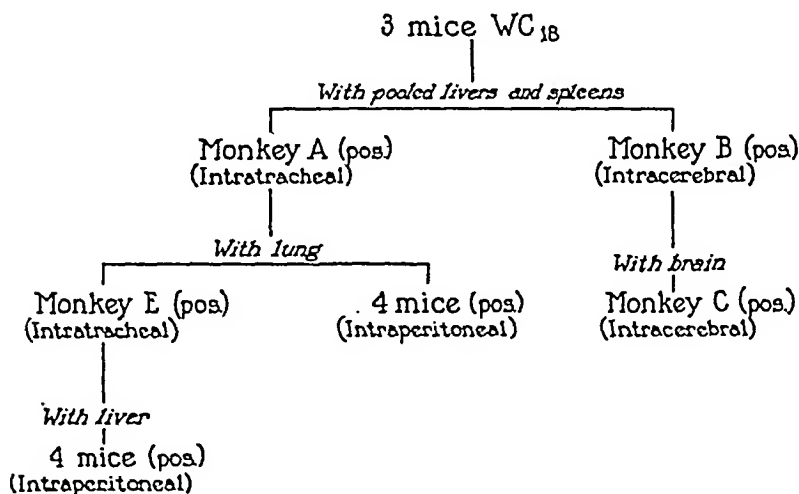 3 mice WC18
With pooled livers and spleens
Monkey A (pos.)
(Intratracheal)
Monkey B (pos.)
(Intracerebral)
With lung
With brain
Monkey E (pos.)
(Intratracheal)
4 mice (pos.)
(Intraperitoneal)
Monkey C (pos.)
(Intracerebral)
With liver
4 mice (pos.)
(Intraperitoneal)